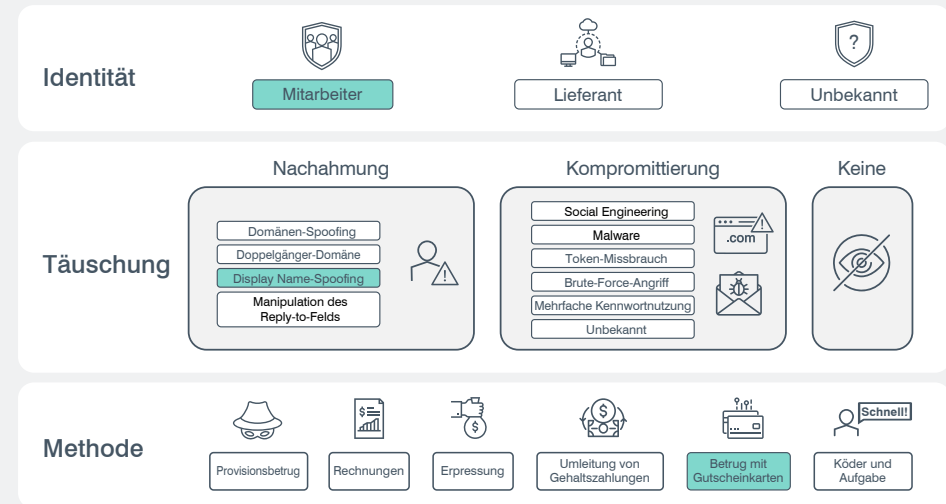 Identität
Mitarbeiter
Lieferant
?
Unbekannt
Täuschung
Nachahmung
Domänen-Spoofing
Doppelgänger-Domäne
Display Name-Spoofing
Manipulation des
Reply-to-Felds
Kompromittierung
Social Engineering
Malware
Token-Missbrauch
Brute-Force-Angriff
Mehrfache Kennwortnutzung
Unbekannt
.com
Keine
Methode
Provisionsbetrug
$
Rechnungen
$
Erpressung
$
Umleitung von
Gehaltszahlungen
Betrug mit
Gutscheinkarten
Schnell!
Köder und
Aufgabe